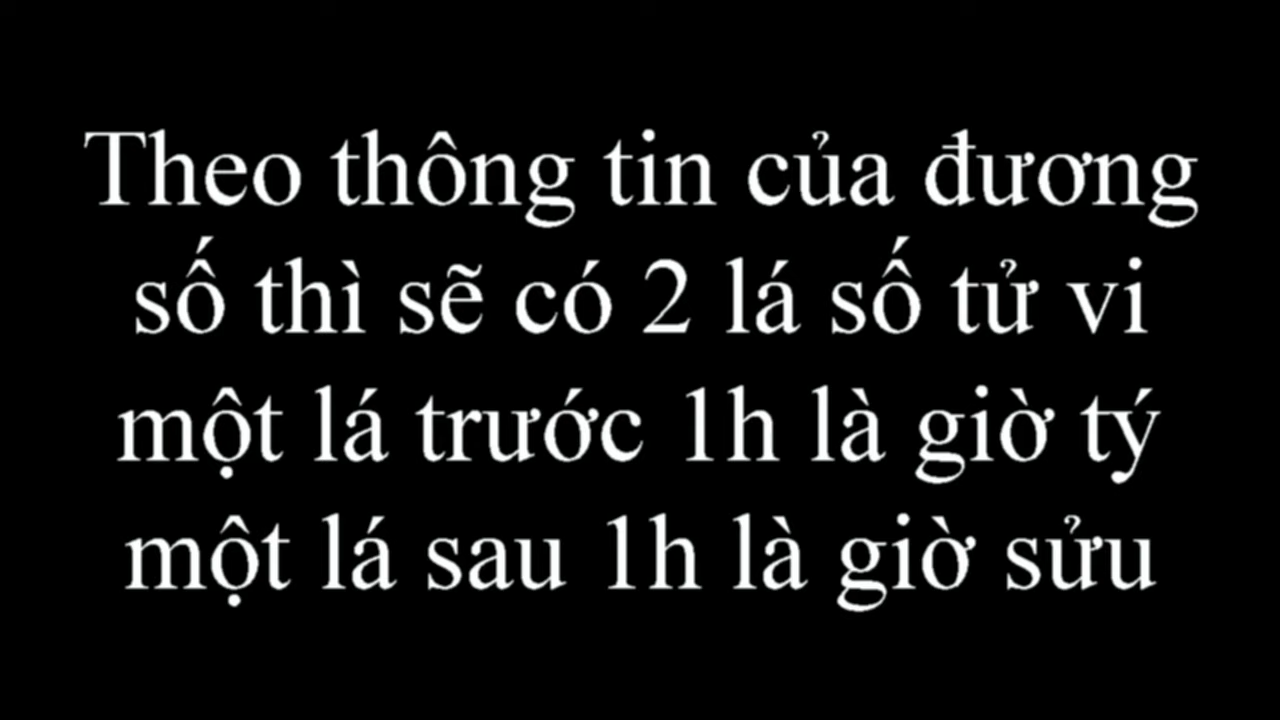 Theo thông tin của đương
số thì sẽ có 2 lá số tử vi
một lá trước 1h là giờ tý
một lá sau 1h là giờ sửu